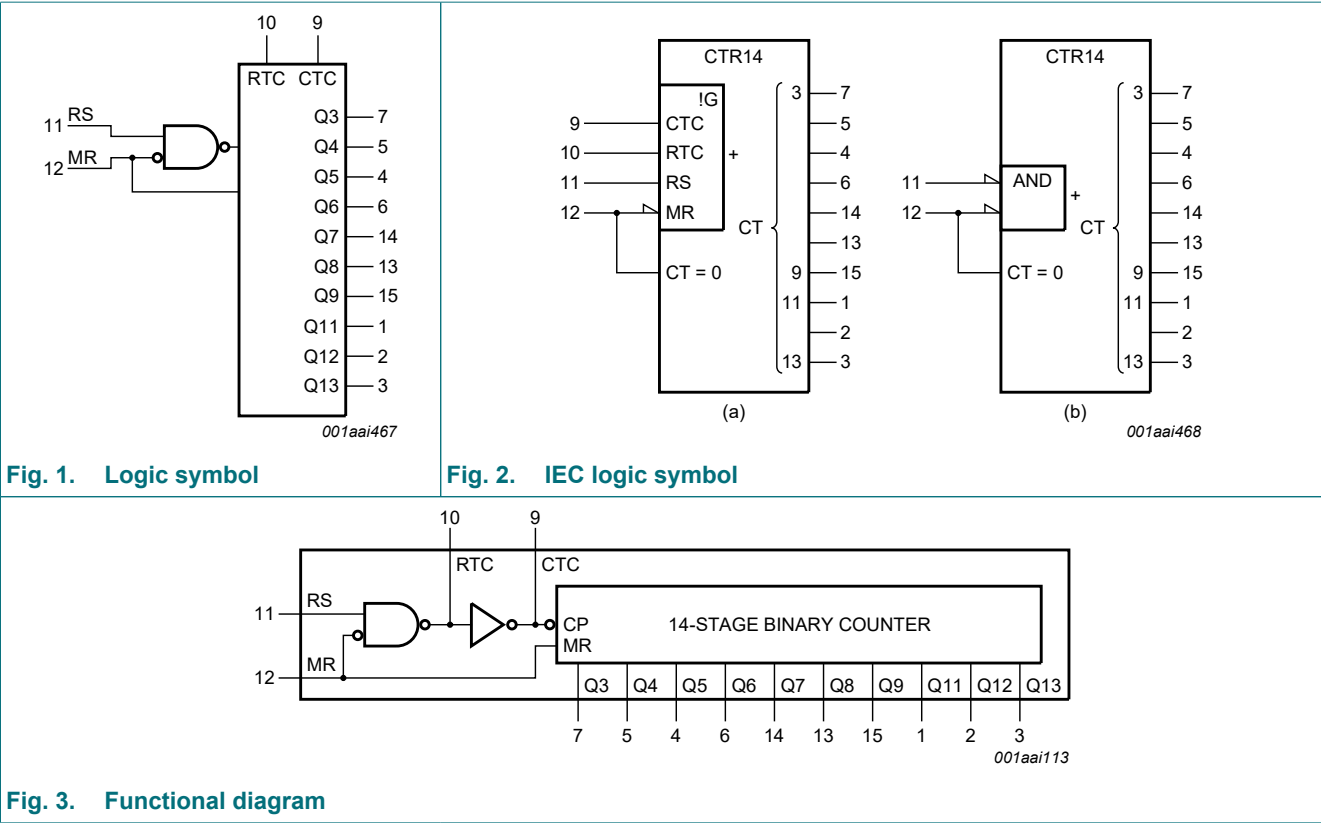 10 9
RTC CTC
11 RS
12 MR
Q3 7
Q4 5
Q5 4
Q6 6
Q7 14
Q8 13
Q9 15
Q11 1
Q12 2
Q13 3
001aai467
Fig. 1. Logic symbol
CTR14
!G
9 CTC
10 RTC
11 RS
12 MR
+
CT = 0
CT
3 7
5
4
6
14
13
9 15
11 1
2
13 3
(a)
CTR14
11 AND
12
+
CT = 0
CT
3 7
5
4
6
14
13
9 15
11 1
2
13 3
(b)
001aai468
Fig. 2. IEC logic symbol
10 9
RTC CTC
11 RS
12 MR
CP
MR
14-STAGE BINARY COUNTER
Q3 Q4 Q5 Q6 Q7 Q8 Q9 Q11 Q12 Q13
7 5 4 6 14 13 15 1 2 3
001aai113
Fig. 3. Functional diagram